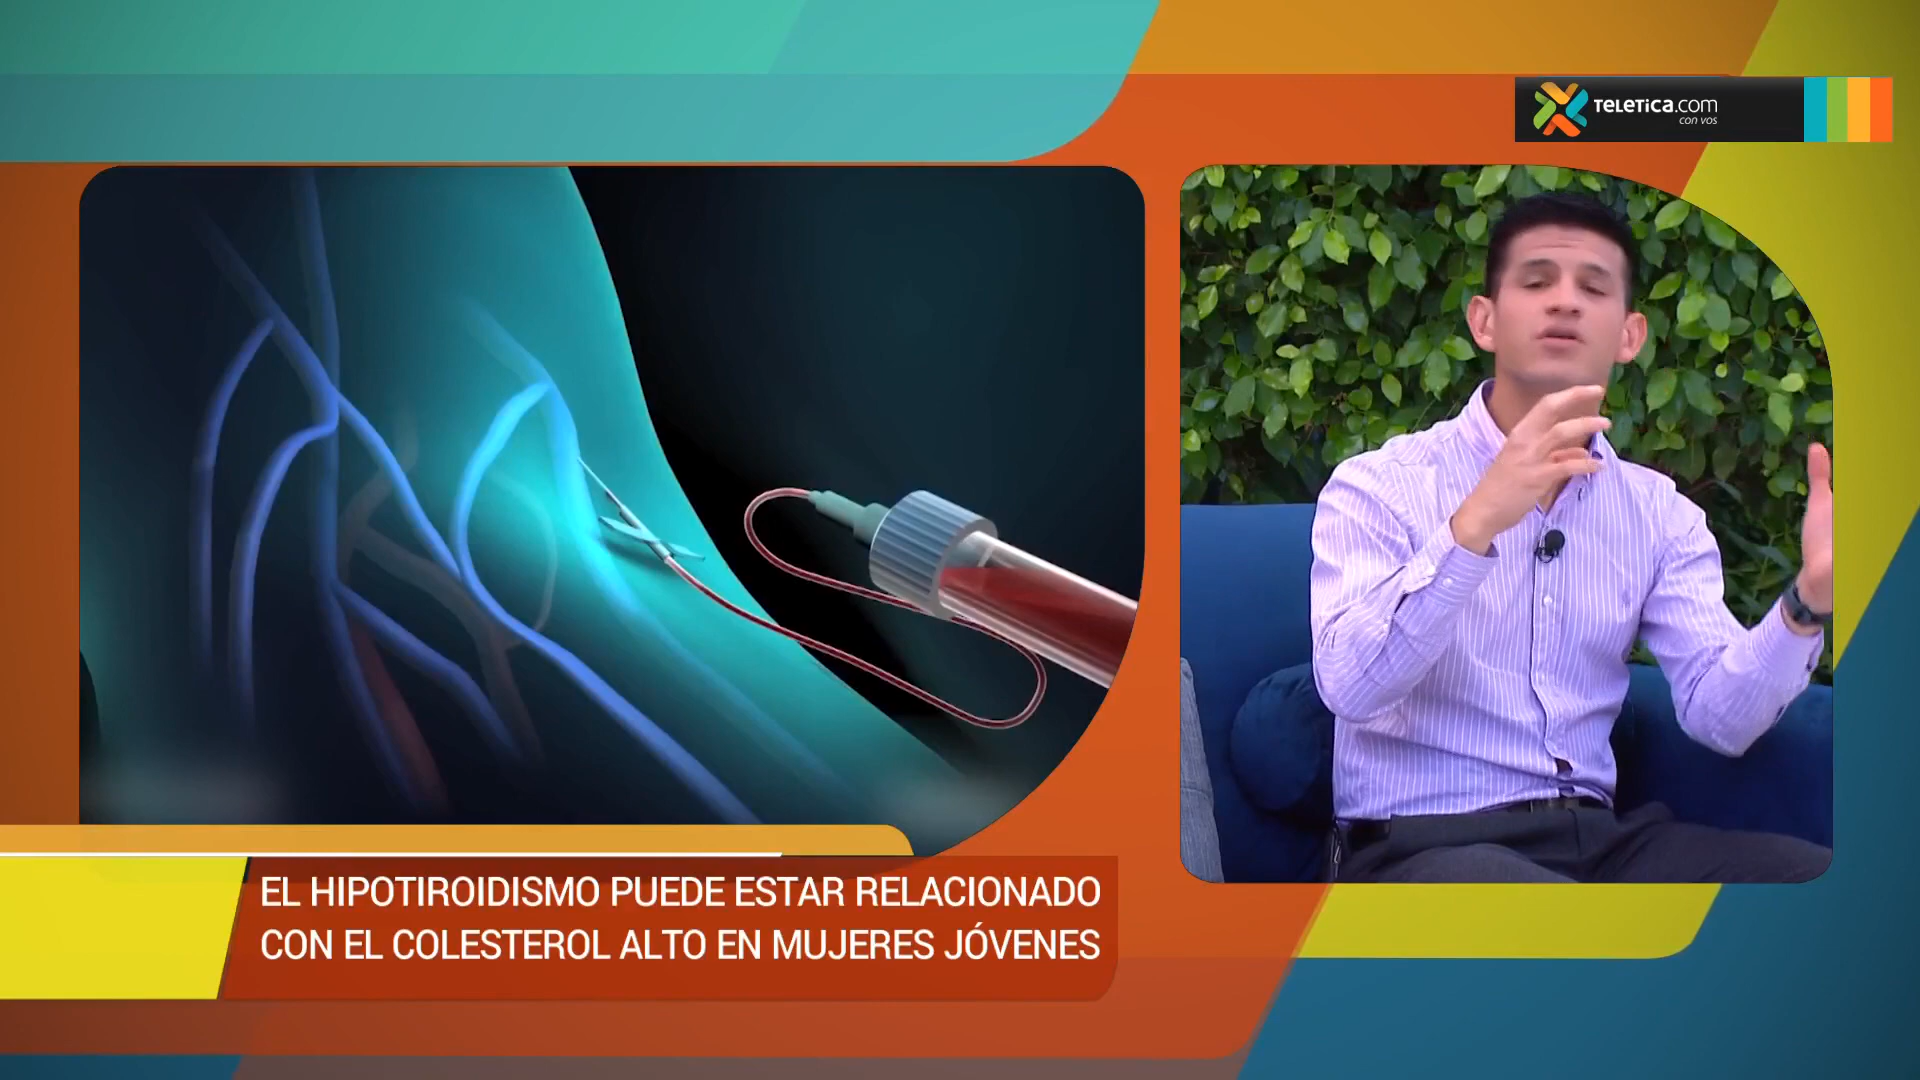 TELETICA.COM
con vos
EL HIPOTIROIDISMO PUEDE ESTAR RELACIONADO
CON EL COLESTEROL ALTO EN MUJERES JÓVENES